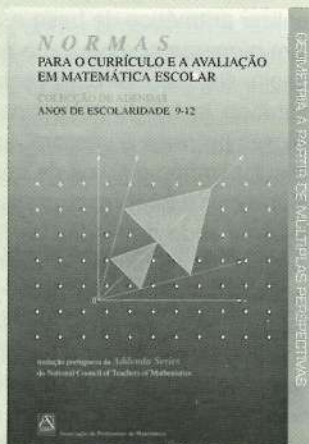 NORMAS
PARA O CURRÍCULO E A AVALIAÇÃO
EM MATEMÁTICA ESCOLAR
COLECÇÃO DE ADENDAS
ANOS DE ESCOLARIDADE 9-12
GEOMETRIA A PARTIR DE MÚLTIPLAS PERSPECTIVAS
tradução portuguesa da Addenda Series
do National Council of Teachers of Mathematics
Associação de Professores de Matemática